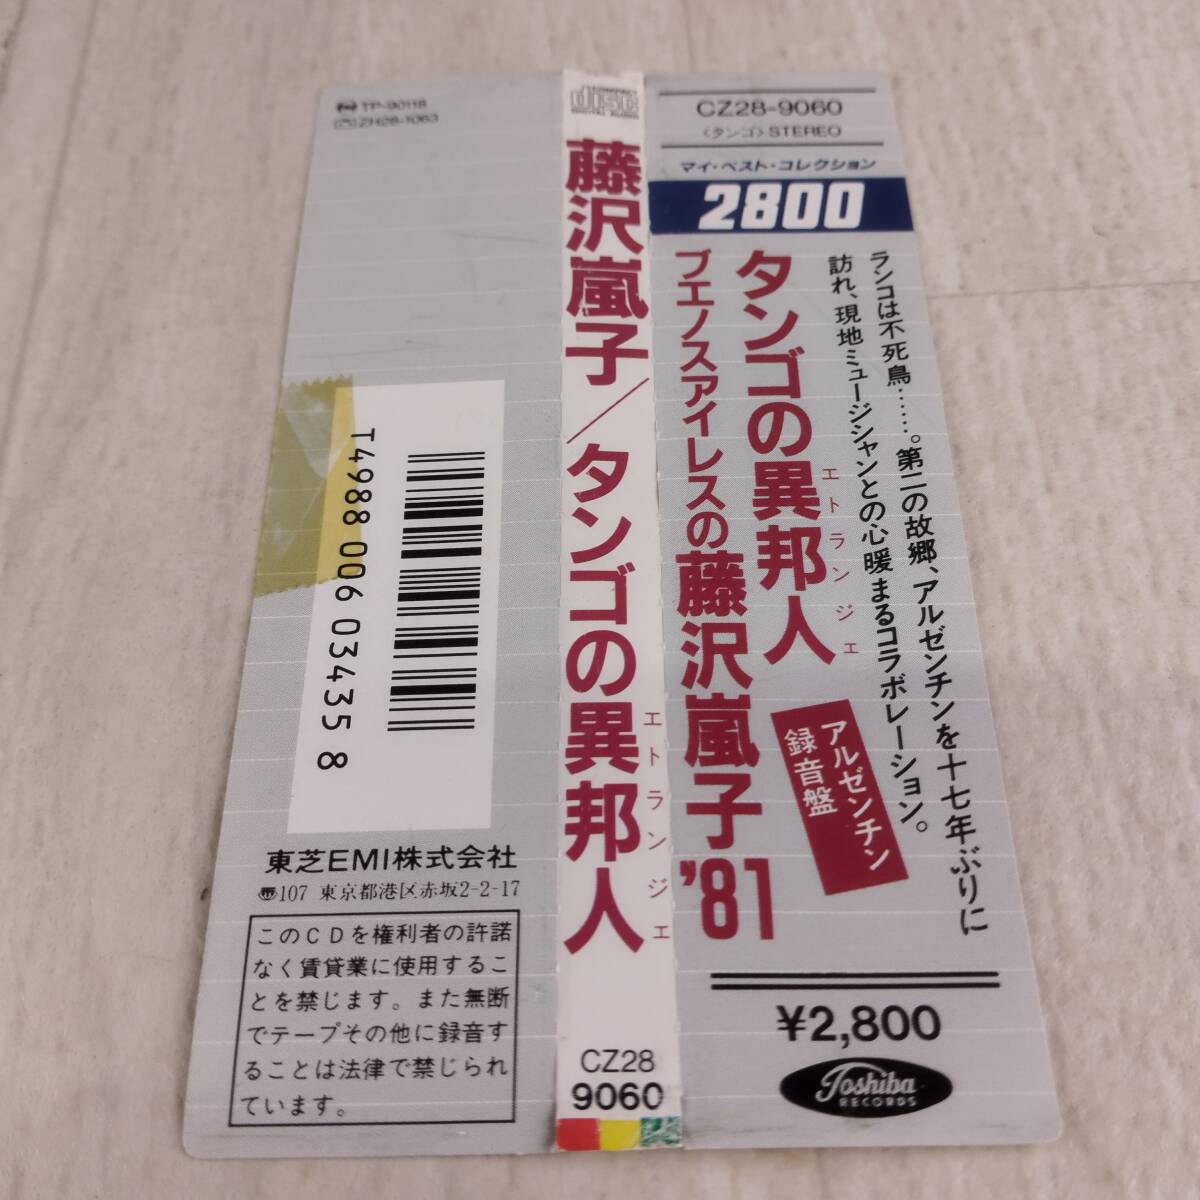 TP-90118
ZH28-1063
T4988 006 03435 8
東芝EMI株式会社
〠107 東京都港区赤坂2-2-17
このCDを権利者の許諾
なく賃貸業に使用するこ
とを禁じます。また無断
でテープその他に録音す
ることは法律で禁じられ
ています。
COMPACT
disc
DIGITAL AUDIO
藤沢嵐子/タンゴの異邦人
エトランジェ
CZ28
9060
CZ28-9060
〈タンゴ〉STEREO
マイ・ベスト・コレクション
2800
ランコは不死鳥……。第二の故郷、アルゼンチンを十七年ぶりに
訪れ、現地ミュージシャンとの心暖まるコラボレーション。
タンゴの異邦人
エトランジェ
ブエノスアイレスの藤沢嵐子'81
アルゼンチン
録音盤
¥2,800
Toshiba
RECORDS